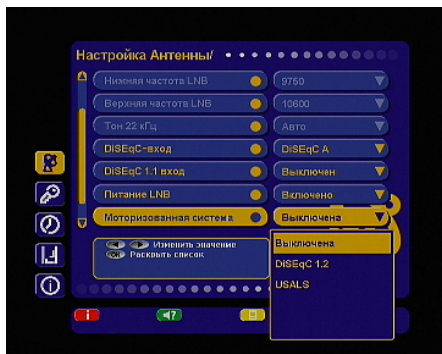 Настройка Антенны/
Нижняя частота LNB 9750
Верхняя частота LNB 10600
Тон 22 кГц Авто
DiSEqC-вход DiSEqC A
DiSEqC 1.1 вход Выключен
Питание LNB Включено
Моторизованная система Выключена
Изменить значение
OK Раскрыть список
Выключена
DiSEqC 1.2
USALS